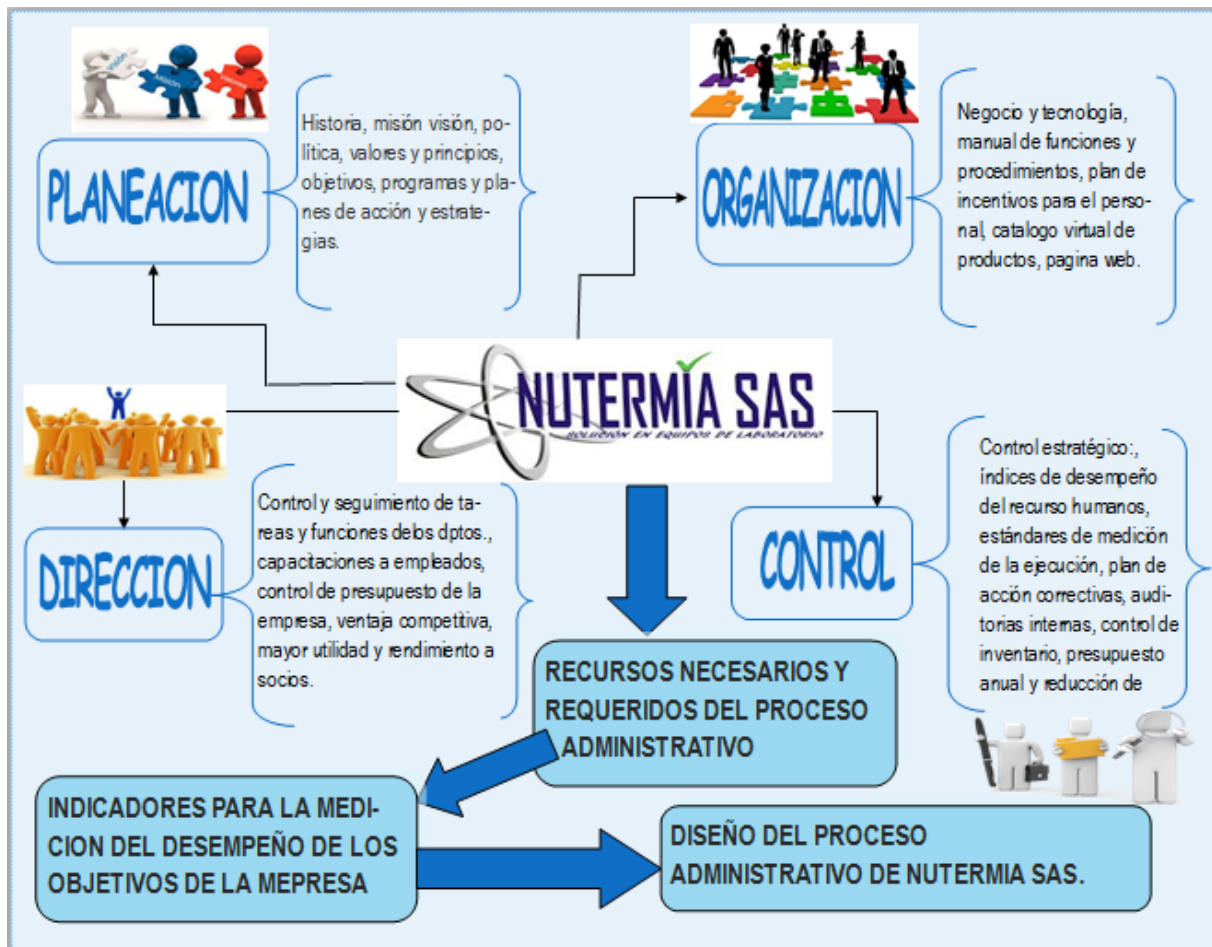 Visión
Misión
PLANEACION
Historia, misión visión, po-
lítica, valores y principios,
objetivos, programas y pla-
nes de acción y estrate-
gias.
ORGANIZACION
Negocio y tecnología,
manual de funciones y
procedimientos, plan de
incentivos para el perso-
nal, catalogo virtual de
productos, pagina web.
NUTERMÍA SAS
SOLUCIÓN EN EQUIPOS DE LABORATORIO
DIRECCION
Control y seguimiento de ta-
reas y funciones delos dptos.,
capacitaciones a empleados,
control de presupuesto de la
empresa, ventaja competitiva,
mayor utilidad y rendimiento a
socios.
CONTROL
Control estratégico:,
índices de desempeño
del recurso humanos,
estándares de medición
de la ejecución, plan de
acción correctivas, audi-
torias internas, control de
inventario, presupuesto
anual y reducción de
RECURSOS NECESARIOS Y
REQUERIDOS DEL PROCESO
ADMINISTRATIVO
INDICADORES PARA LA MEDI-
CION DEL DESEMPEÑO DE LOS
OBJETIVOS DE LA MEPRESA
DISEÑO DEL PROCESO
ADMINISTRATIVO DE NUTERMIA SAS.